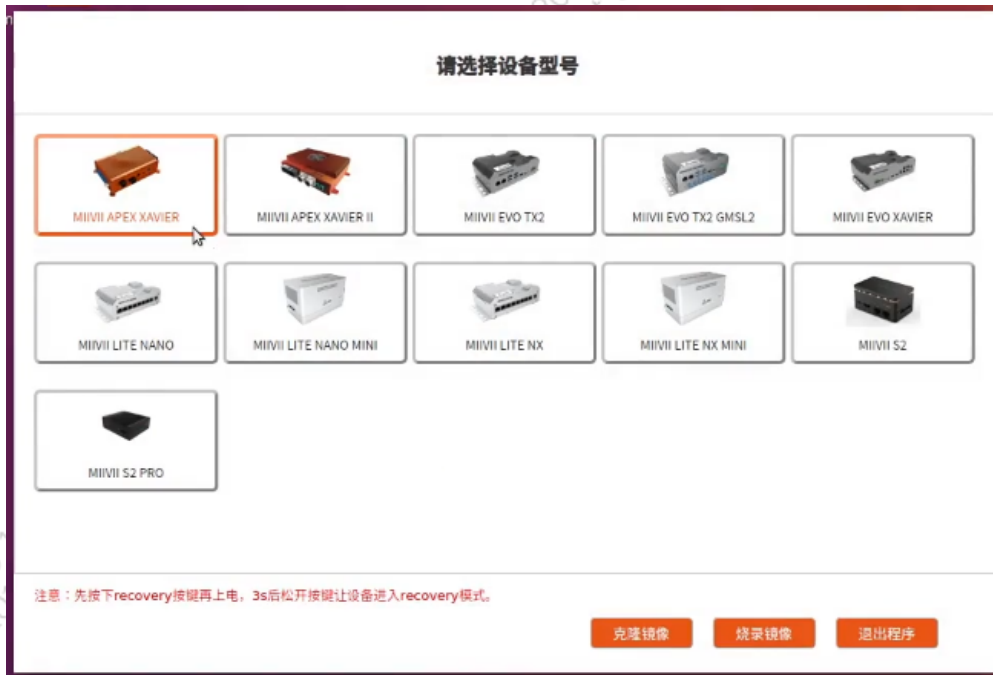 请选择设备型号
MIIVII APEX XAVIER
MIIVII APEX XAVIER II
MIIVII EVO TX2
MIIVII EVO TX2 GMSL2
MIIVII EVO XAVIER
MIIVII LITE NANO
MIIVII LITE NANO MINI
MIIVII LITE NX
MIIVII LITE NX MINI
MIIVII S2
MIIVII S2 PRO
注意：先按下recovery按键再上电，3s后松开按键让设备进入recovery模式。
克隆镜像
烧录镜像
退出程序